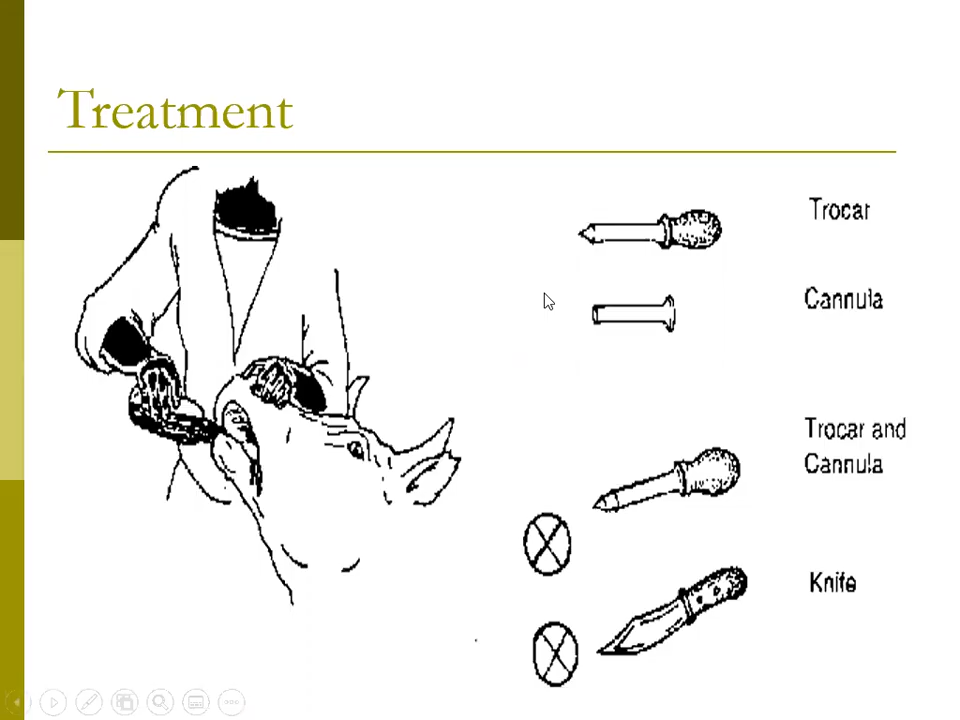 Treatment
Trocar
Cannula
Trocar and
Cannula
Knife